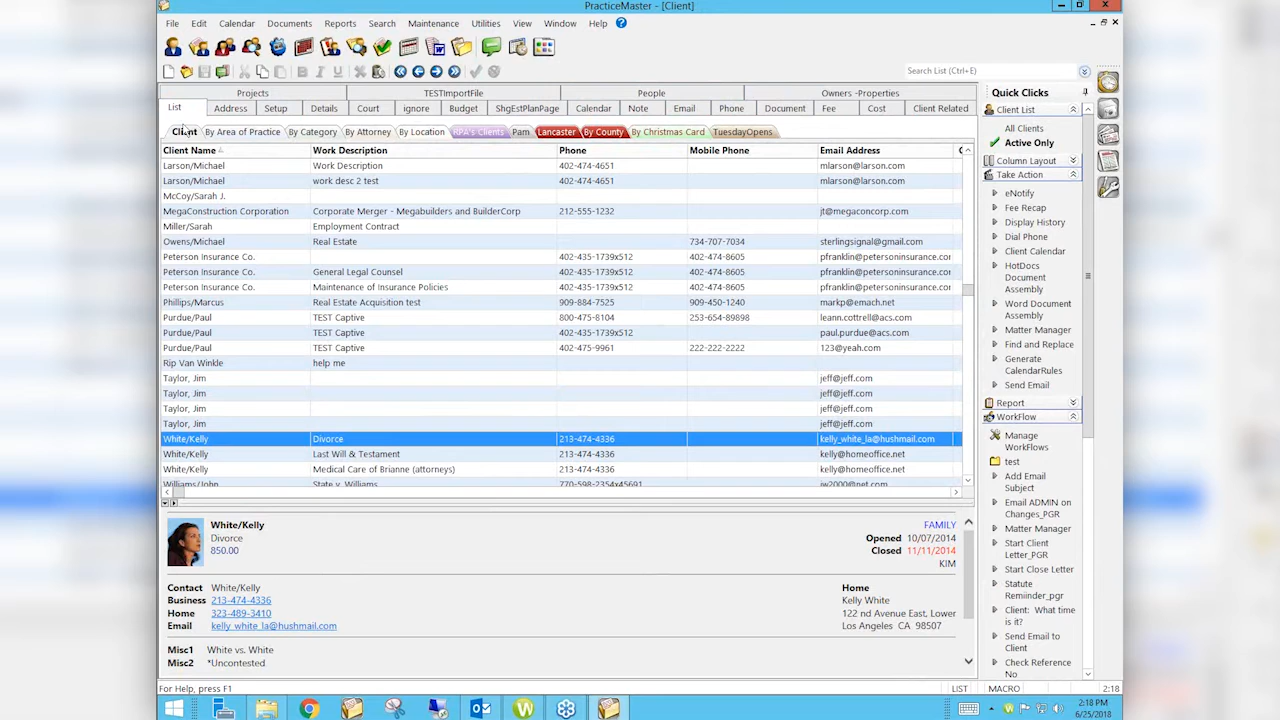 PracticeMaster - [Client]
File Edit Calendar Documents Reports Search Maintenance Utilities View Window Help
Search List (Ctrl+E)
Projects TESTImportFile People Owners -Properties
List Address Setup Details Court ignore Budget ShgEstPlanPage Calendar Note Email Phone Document Fee Cost Client Related
Client By Area of Practice By Category By Attorney By Location RPA's Clients Pam Lancaster By County By Christmas Card TuesdayOpens
Client Name Work Description Phone Mobile Phone Email Address
Larson/Michael Work Description 402-474-4651 mlarson@larson.com
Larson/Michael work desc 2 test 402-474-4651 mlarson@larson.com
McCoy/Sarah J.
MegaConstruction Corporation Corporate Merger - Megabuilders and BuilderCorp 212-555-1232 jt@megaconcorp.com
Miller/Sarah Employment Contract
Owens/Michael Real Estate 734-707-7034 sterlingsignal@gmail.com
Peterson Insurance Co. 402-435-1739x512 402-474-8605 pfranklin@petersoninsurance.cor
Peterson Insurance Co. General Legal Counsel 402-435-1739x512 402-474-8605 pfranklin@petersoninsurance.cor
Peterson Insurance Co. Maintenance of Insurance Policies 402-435-1739x512 402-474-8605 pfranklin@petersoninsurance.cor
Phillips/Marcus Real Estate Acquisition test 909-884-7525 909-450-1240 markp@emach.net
Purdue/Paul TEST Captive 800-475-8104 253-654-89898 leann.cottrell@acs.com
Purdue/Paul TEST Captive 402-435-1739x512 paul.purdue@acs.com
Purdue/Paul TEST Captive 402-475-9961 222-222-2222 123@yeah.com
Rip Van Winkle help me
Taylor, Jim jeff@jeff.com
Taylor, Jim jeff@jeff.com
Taylor, Jim jeff@jeff.com
Taylor, Jim jeff@jeff.com
White/Kelly Divorce 213-474-4336 kelly_white_la@hushmail.com
White/Kelly Last Will & Testament 213-474-4336 kelly@homeoffice.net
White/Kelly Medical Care of Brianne (attorneys) 213-474-4336 kelly@homeoffice.net
Williams/John State v. Williams 770-598-2354x45691 jw2000@net.com
White/Kelly FAMILY
Divorce Opened 10/07/2014
850.00 Closed 11/11/2014
KIM
Contact White/Kelly Home
Business 213-474-4336 Kelly White
Home 323-489-3410 122 nd Avenue East, Lower
Email kelly_white_la@hushmail.com Los Angeles CA 98507
Misc1 White vs. White
Misc2 *Uncontested
Quick Clicks
Client List
All Clients
Active Only
Column Layout
Take Action
eNotify
Fee Recap
Display History
Dial Phone
Client Calendar
HotDocs
Document
Assembly
Word Document
Assembly
Matter Manager
Find and Replace
Generate
CalendarRules
Send Email
Report
WorkFlow
Manage
WorkFlows
test
Add Email
Subject
Email ADMIN on
Changes_PGR
Matter Manager
Start Client
Letter_PGR
Start Close Letter
Statute
Remiinder_pgr
Client: What time
is it?
Send Email to
Client
Check Reference
No
For Help, press F1 LIST MACRO 2:18
2:18 PM
6/25/2018